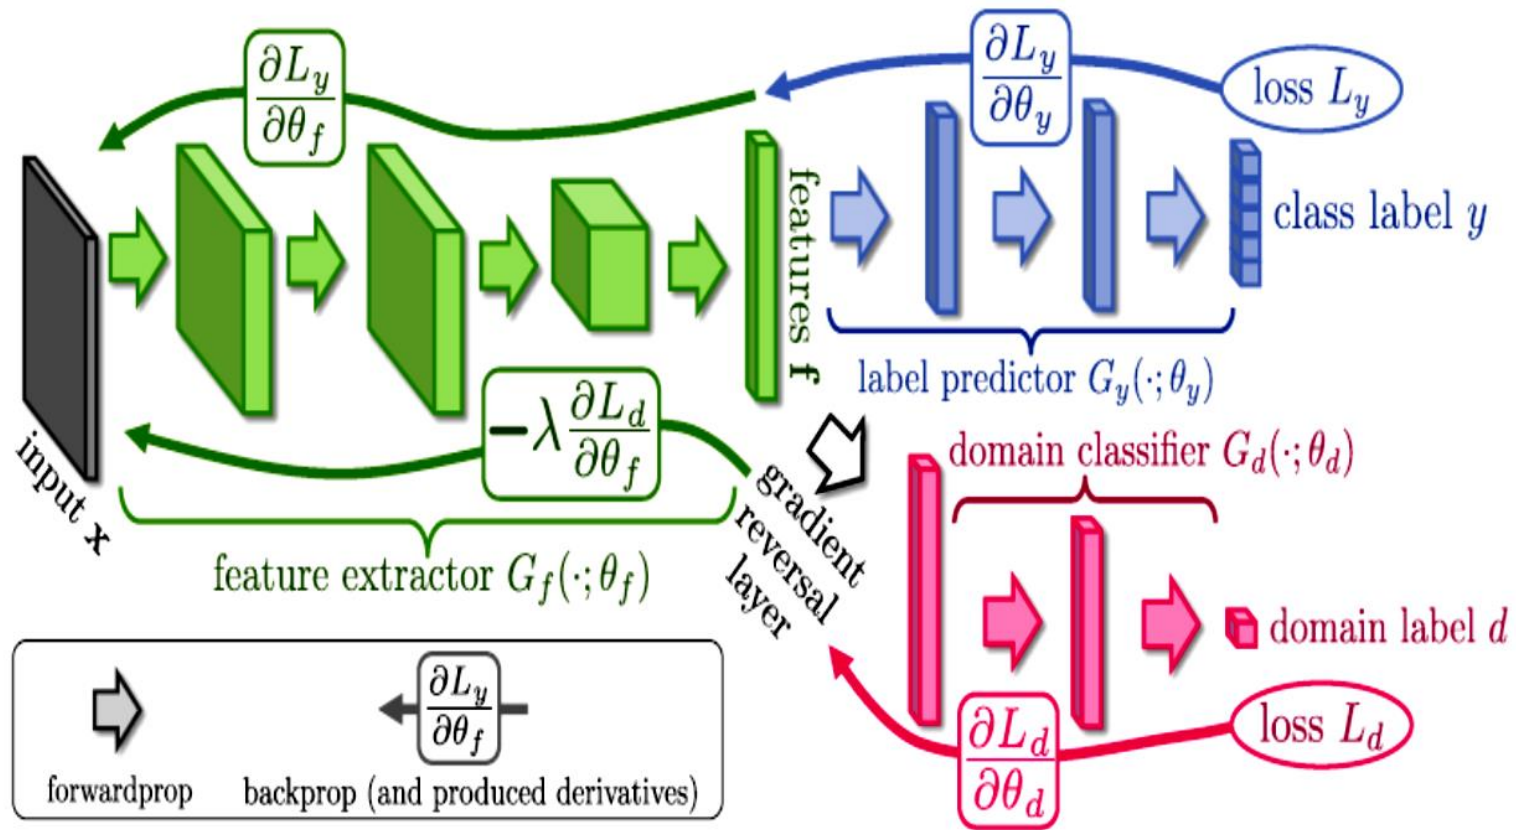 ∂L_y/∂θ_f
∂L_y/∂θ_y
loss L_y
features f
class label y
label predictor G_y(·; θ_y)
−λ ∂L_d/∂θ_f
input x
feature extractor G_f(·; θ_f)
gradient
reversal
layer
domain classifier G_d(·; θ_d)
domain label d
∂L_d/∂θ_d
loss L_d
∂L_y/∂θ_f
forwardprop
backprop (and produced derivatives)